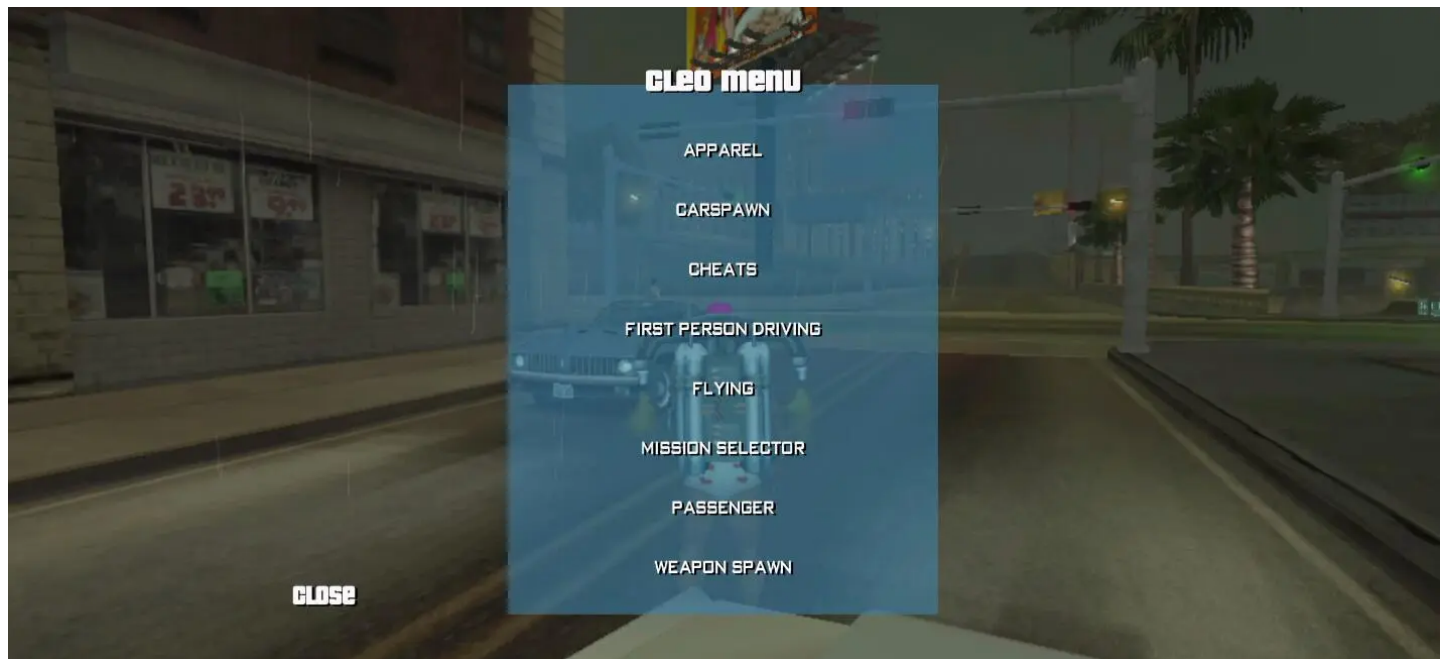 CLEO MENU
APPAREL
CARSPAWN
CHEATS
FIRST PERSON DRIVING
FLYING
MISSION SELECTOR
PASSENGER
WEAPON SPAWN
CLOSE